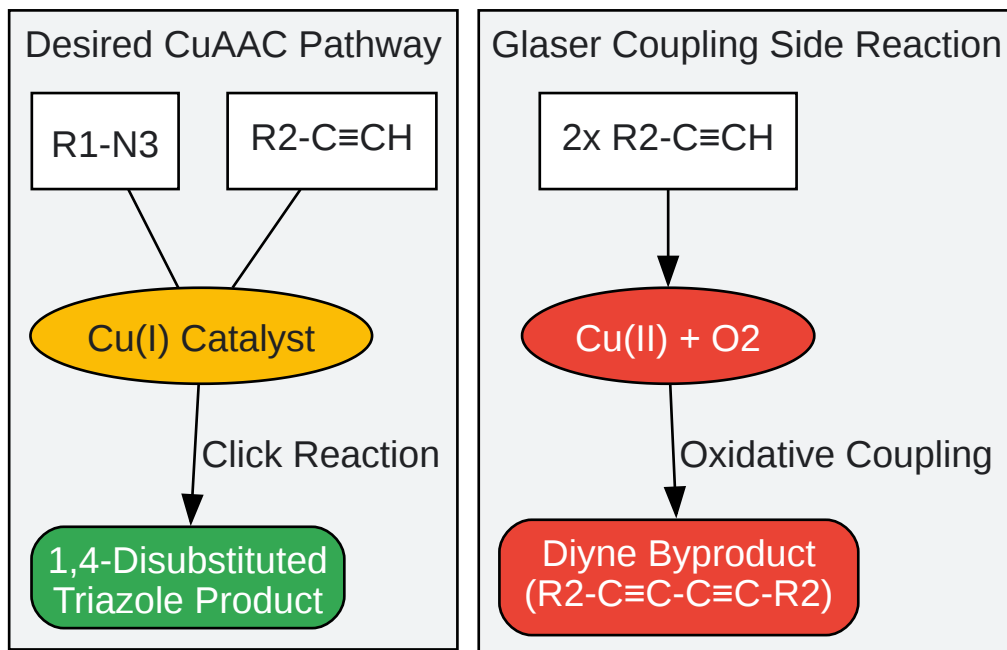 Desired CuAAC Pathway
R1-N3
R2-C≡CH
Cu(I) Catalyst
Click Reaction
1,4-Disubstituted
Triazole Product
Glaser Coupling Side Reaction
2x R2-C≡CH
Cu(II) + O2
Oxidative Coupling
Diyne Byproduct
(R2-C≡C-C≡C-R2)